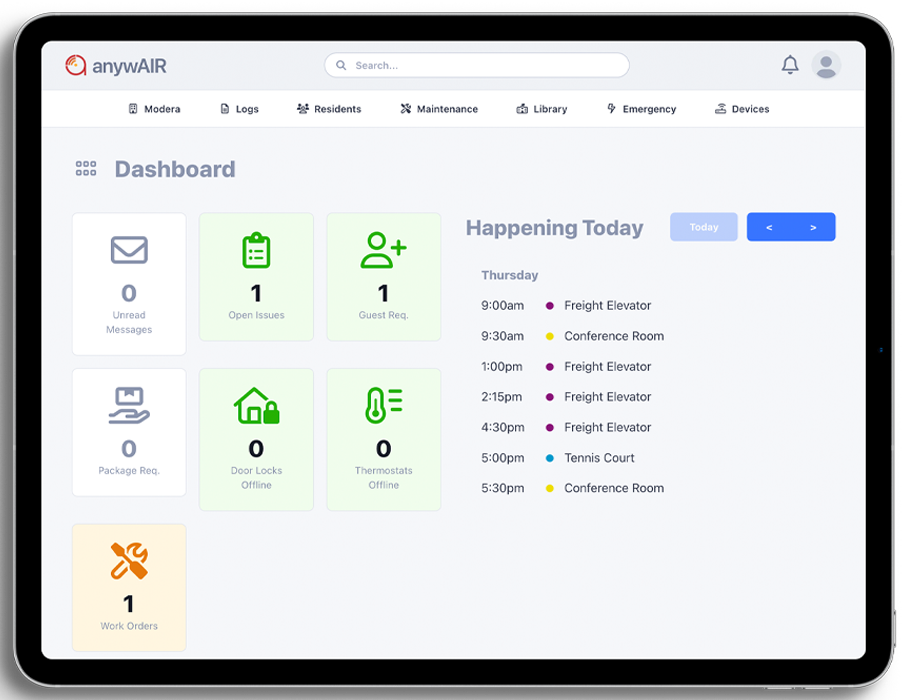 anywAIR
Search...
Modera Logs Residents Maintenance Library Emergency Devices
Dashboard
0
Unread
Messages
1
Open Issues
1
Guest Req.
0
Package Req.
0
Door Locks
Offline
0
Thermostats
Offline
1
Work Orders
Happening Today
Today
< >
Thursday
9:00am Freight Elevator
9:30am Conference Room
1:00pm Freight Elevator
2:15pm Freight Elevator
4:30pm Freight Elevator
5:00pm Tennis Court
5:30pm Conference Room